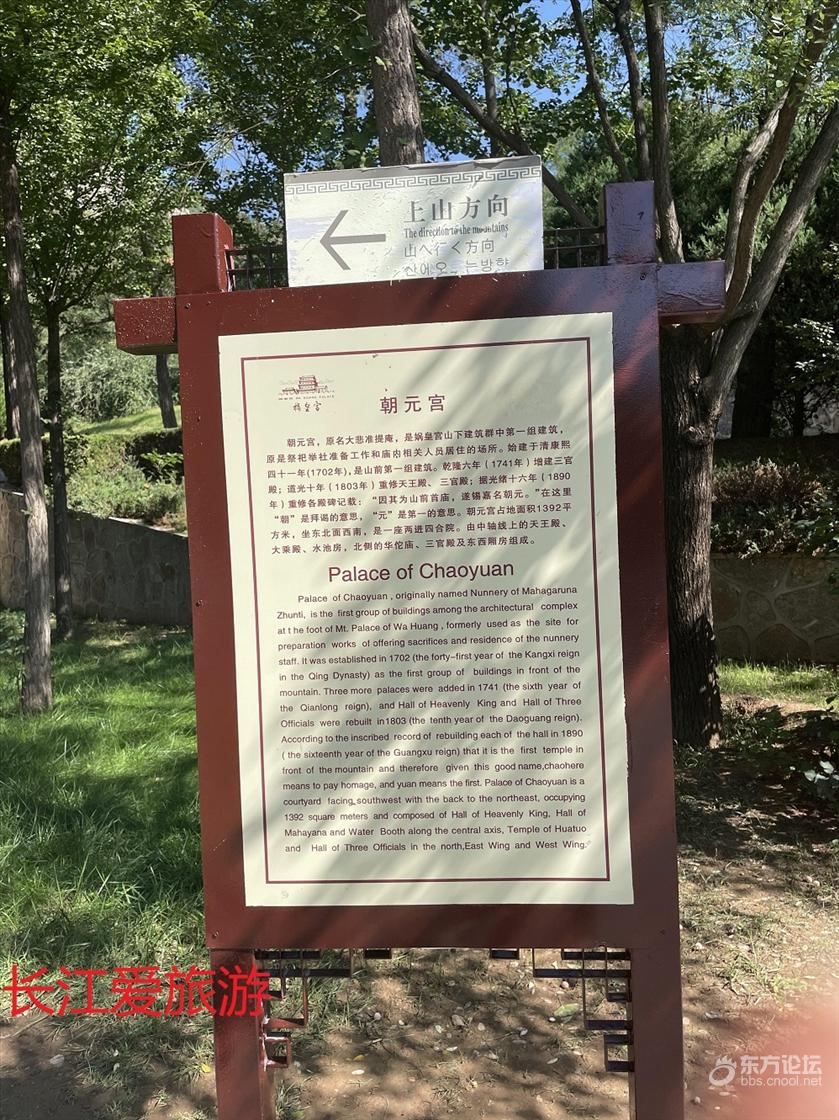 上山方向
The direction to the mountains
山へ行く方向
산에오 는방향
WA HUANG PALACE
娲皇宫
朝元宫
朝元宫，原名大悲准提庵，是娲皇宫山下建筑群中第一组建筑，
原是祭祀举社准备工作和庙内相关人员居住的场所。始建于清康熙
四十一年(1702年)，是山前第一组建筑。乾隆六年（1741年）增建三官
殿；道光十年（1803年）重修天王殿、三官殿；据光绪十六年（1890
年）重修各殿碑记载：“因其为山前首庙，遂锡嘉名朝元。”在这里
“朝”是拜谒的意思，“元”是第一的意思。朝元宫占地面积1392平
方米，坐东北面西南，是一座两进四合院。由中轴线上的天王殿、
大乘殿、水池房，北侧的华佗庙、三官殿及东西厢房组成。
Palace of Chaoyuan
Palace of Chaoyuan , originally named Nunnery of Mahagaruna
Zhunti, is the first group of buildings among the architectural complex
at t he foot of Mt. Palace of Wa Huang , formerly used as the site for
preparation works of offering sacrifices and residence of the nunnery
staff. It was established in 1702 (the forty-first year of the Kangxi reign
in the Qing Dynasty) as the first group of buildings in front of the
mountain. Three more palaces were added in 1741 (the sixth year of
the Qianlong reign), and Hall of Heavenly King and Hall of Three
Officials were rebuilt in1803 (the tenth year of the Daoguang reign).
According to the inscribed record of rebuilding each of the hall in 1890
( the sixteenth year of the Guangxu reign) that it is the first temple in
front of the mountain and therefore given this good name,chaohere
means to pay homage, and yuan means the first. Palace of Chaoyuan is a
courtyard facing southwest with the back to the northeast, occupying
1392 square meters and composed of Hall of Heavenly King, Hall of
Mahayana and Water Booth along the central axis, Temple of Huatuo
and Hall of Three Officials in the north,East Wing and West Wing.
长江爱旅游
东方论坛
bbs.cnool.net